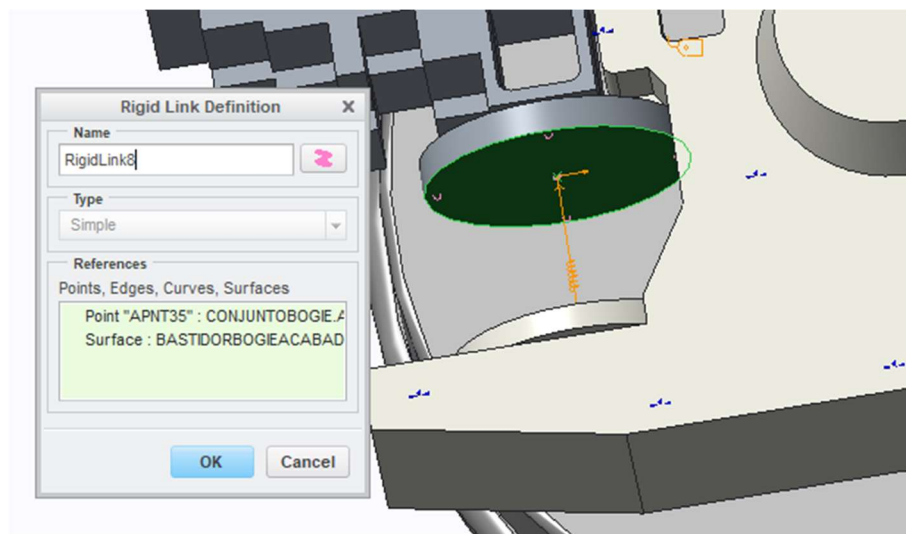 Rigid Link Definition
X
Name
RigidLink8
Type
Simple
References
Points, Edges, Curves, Surfaces
Point "APNT35" : CONJUNTOBOGIE.A
Surface : BASTIDORBOGIEACABAD
OK
Cancel